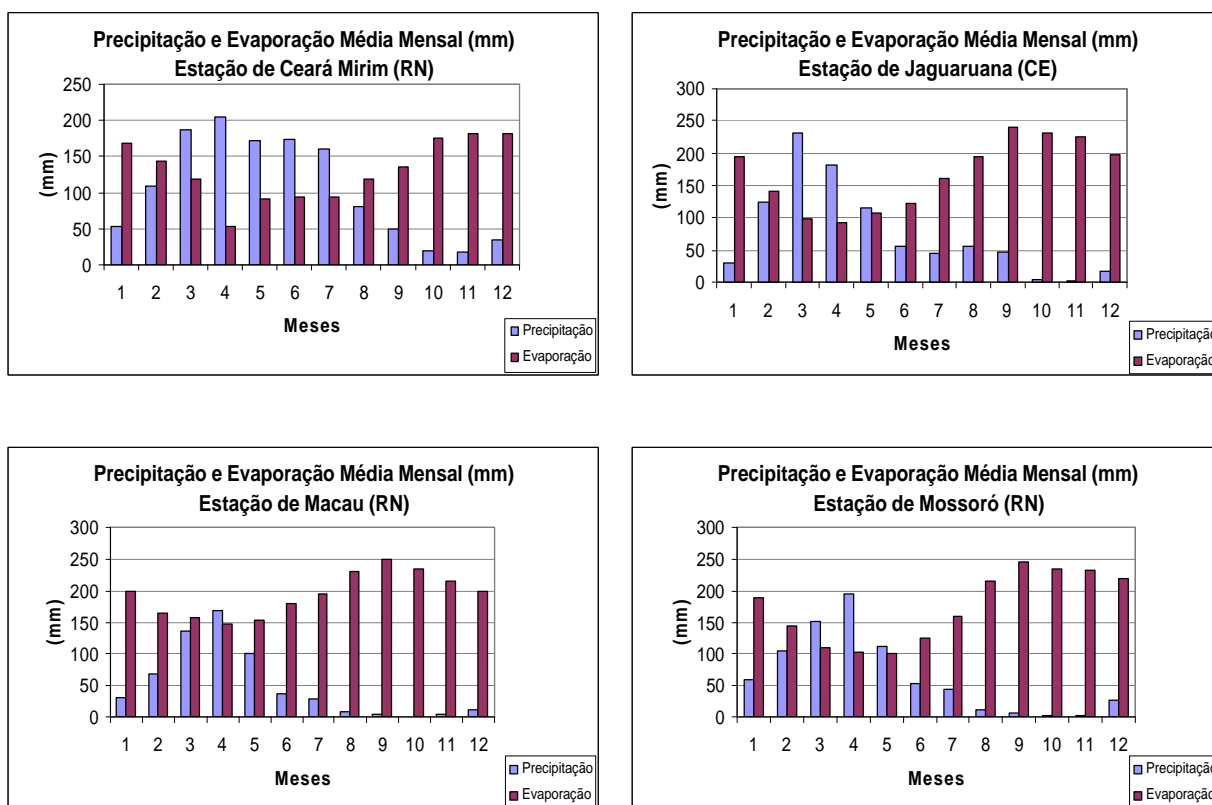 Precipitação e Evaporação Média Mensal (mm)
Estação de Ceará Mirim (RN)
250
200
150
100
50
0
(mm)
1 2 3 4 5 6 7 8 9 10 11 12
Meses
Precipitação
Evaporação
Precipitação e Evaporação Média Mensal (mm)
Estação de Jaguaruana (CE)
300
250
200
150
100
50
0
(mm)
1 2 3 4 5 6 7 8 9 10 11 12
Meses
Precipitação
Evaporação
Precipitação e Evaporação Média Mensal (mm)
Estação de Macau (RN)
300
250
200
150
100
50
0
(mm)
1 2 3 4 5 6 7 8 9 10 11 12
Meses
Precipitação
Evaporação
Precipitação e Evaporação Média Mensal (mm)
Estação de Mossoró (RN)
300
250
200
150
100
50
0
(mm)
1 2 3 4 5 6 7 8 9 10 11 12
Meses
Precipitação
Evaporação